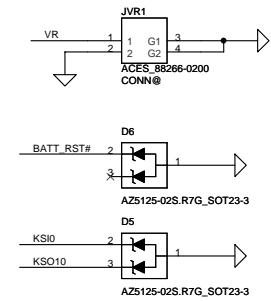 JVR1
VR 1 1 G1 3
2 2 G2 4
ACES_88266-0200
CONN@
D6
BATT_RST# 2 1
3
AZ5125-02S.R7G_SOT23-3
D5
KSI0 2 1
KSO10 3
AZ5125-02S.R7G_SOT23-3